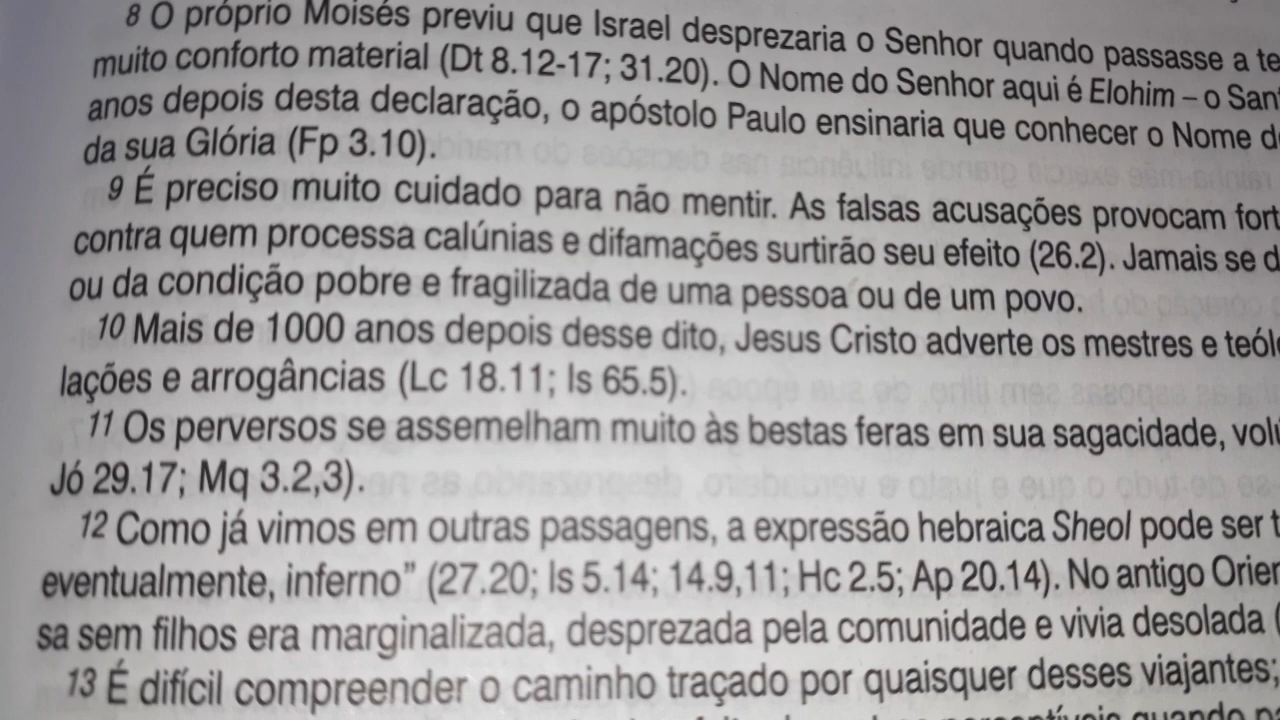 8 O próprio Moisés previu que Israel desprezaria o Senhor quando passasse a te
muito conforto material (Dt 8.12-17; 31.20). O Nome do Senhor aqui é Elohim – o San
anos depois desta declaração, o apóstolo Paulo ensinaria que conhecer o Nome d
da sua Glória (Fp 3.10).
9 É preciso muito cuidado para não mentir. As falsas acusações provocam fort
contra quem processa calúnias e difamações surtirão seu efeito (26.2). Jamais se d
ou da condição pobre e fragilizada de uma pessoa ou de um povo.
10 Mais de 1000 anos depois desse dito, Jesus Cristo adverte os mestres e teól
lações e arrogâncias (Lc 18.11; Is 65.5).
11 Os perversos se assemelham muito às bestas feras em sua sagacidade, vol
Jó 29.17; Mq 3.2,3).
12 Como já vimos em outras passagens, a expressão hebraica Sheol pode ser t
eventualmente, inferno” (27.20; Is 5.14; 14.9,11; Hc 2.5; Ap 20.14). No antigo Orien
sa sem filhos era marginalizada, desprezada pela comunidade e vivia desolada (
13 É difícil compreender o caminho traçado por quaisquer desses viajantes;
quando